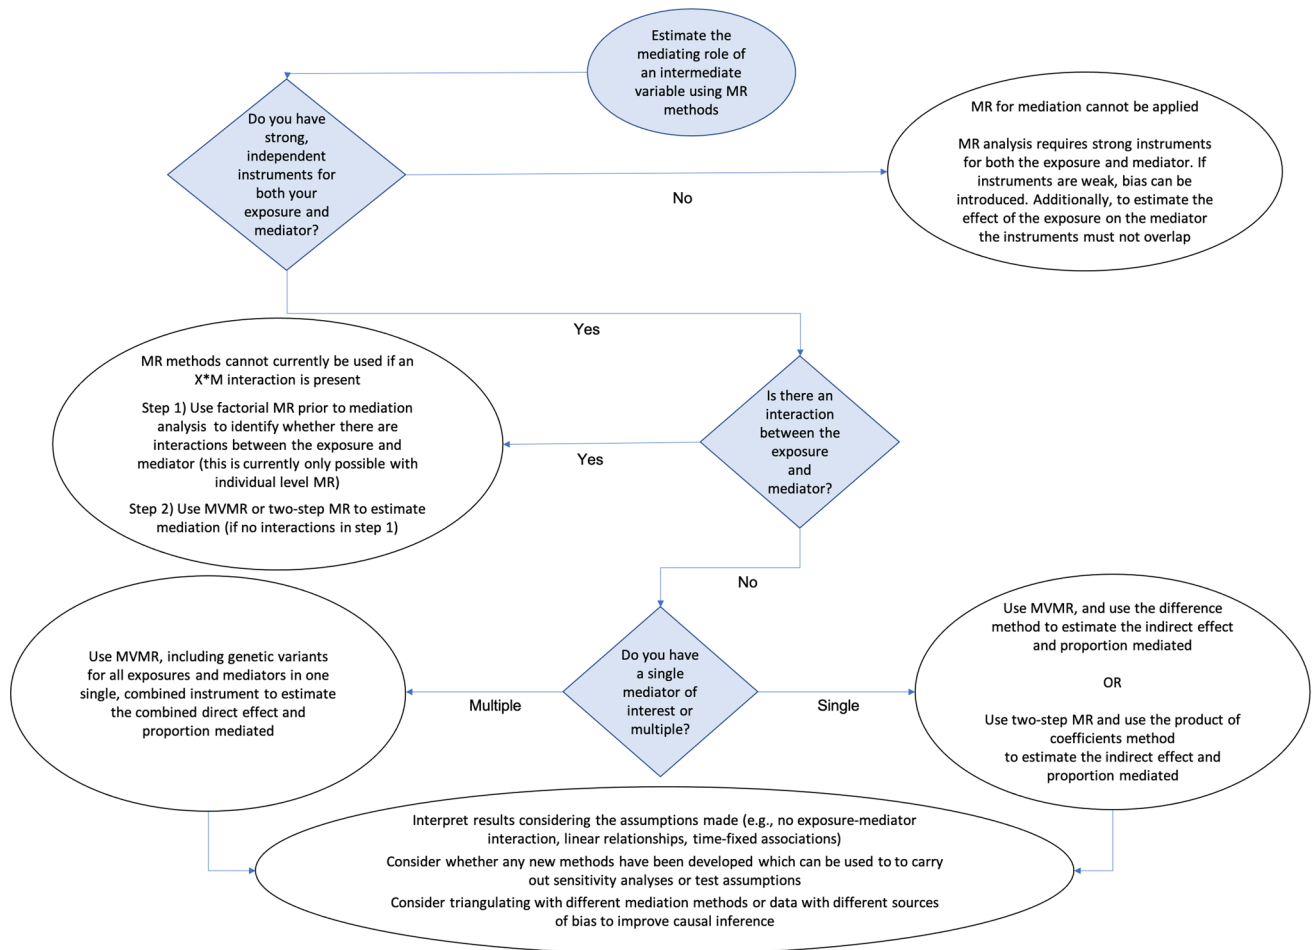 Estimate the
mediating role of
an intermediate
variable using MR
methods
Do you have
strong,
independent
instruments for
both your
exposure and
mediator?
No
MR for mediation cannot be applied
MR analysis requires strong instruments
for both the exposure and mediator. If
instruments are weak, bias can be
introduced. Additionally, to estimate the
effect of the exposure on the mediator
the instruments must not overlap
Yes
Is there an
interaction
between the
exposure
and
mediator?
Yes
MR methods cannot currently be used if an
X*M interaction is present
Step 1) Use factorial MR prior to mediation
analysis to identify whether there are
interactions between the exposure and
mediator (this is currently only possible with
individual level MR)
Step 2) Use MVMR or two-step MR to estimate
mediation (if no interactions in step 1)
No
Do you have
a single
mediator of
interest or
multiple?
Multiple
Use MVMR, including genetic variants
for all exposures and mediators in one
single, combined instrument to estimate
the combined direct effect and
proportion mediated
Single
Use MVMR, and use the difference
method to estimate the indirect effect
and proportion mediated
OR
Use two-step MR and use the product of
coefficients method
to estimate the indirect effect and
proportion mediated
Interpret results considering the assumptions made (e.g., no exposure-mediator
interaction, linear relationships, time-fixed associations)
Consider whether any new methods have been developed which can be used to to carry
out sensitivity analyses or test assumptions
Consider triangulating with different mediation methods or data with different sources
of bias to improve causal inference